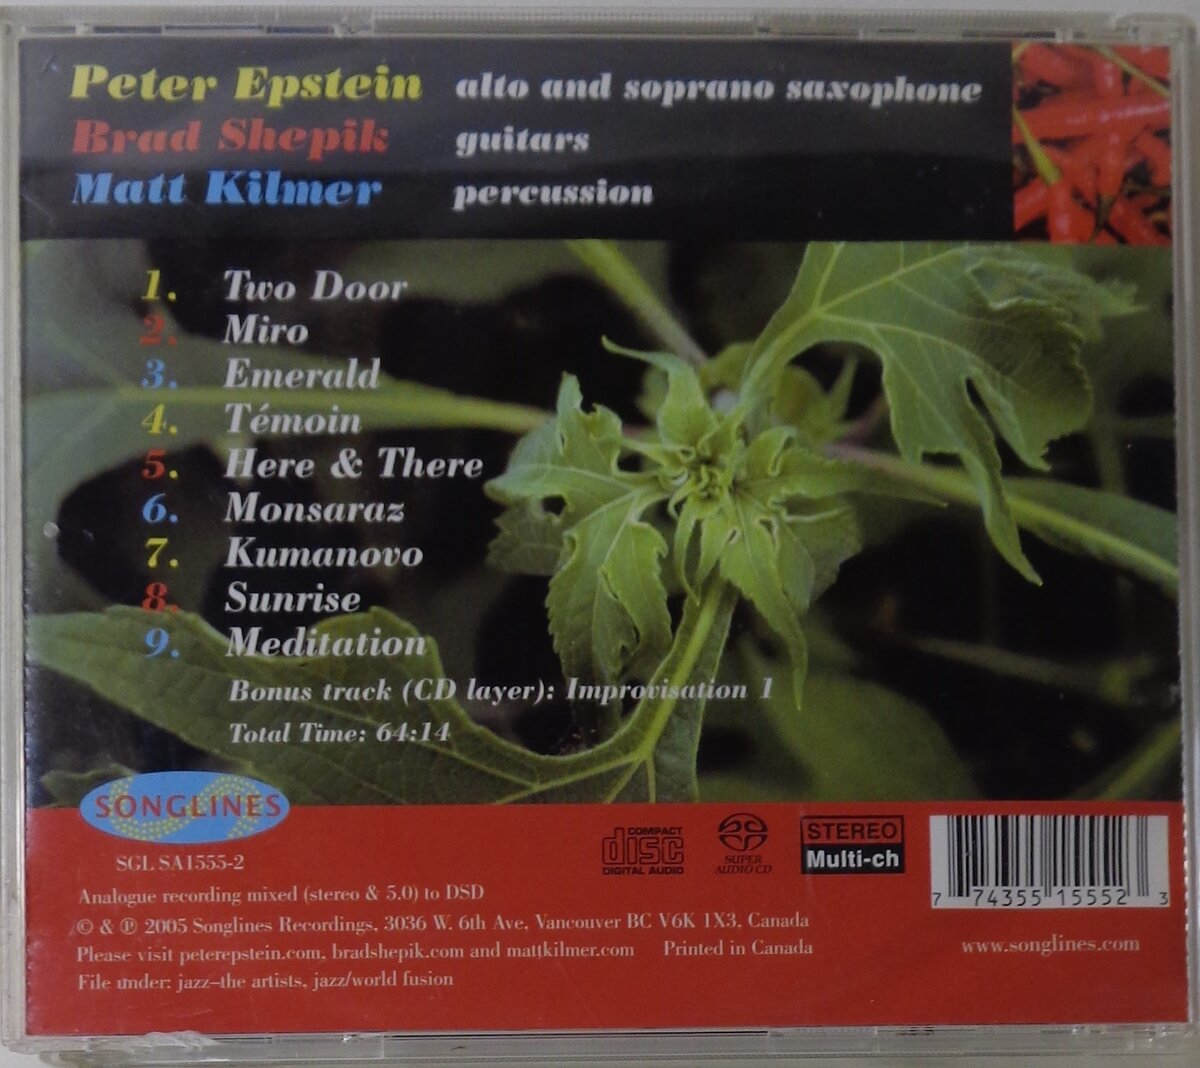 Peter Epstein alto and soprano saxophone
Brad Shepik guitars
Matt Kilmer percussion
1. Two Door
2. Miro
3. Emerald
4. Témoin
5. Here & There
6. Monsaraz
7. Kumanovo
8. Sunrise
9. Meditation
Bonus track (CD layer): Improvisation 1
Total Time: 64:14
SONGLINES
SGL SA1555-2
COMPACT
disc
DIGITAL AUDIO
SUPER
AUDIO CD
STEREO
Multi-ch
7 74355 15552 3
Analogue recording mixed (stereo & 5.0) to DSD
© & ℗ 2005 Songlines Recordings, 3036 W. 6th Ave, Vancouver BC V6K 1X3, Canada
Please visit peterepstein.com, bradshepik.com and mattkilmer.com Printed in Canada
www.songlines.com
File under: jazz–the artists, jazz/world fusion